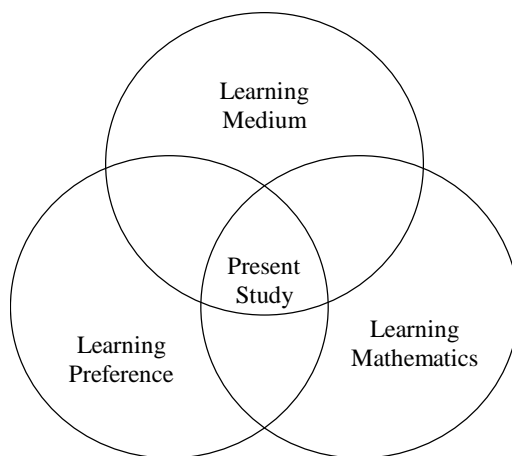 Learning
Medium
Present
Study
Learning
Preference
Learning
Mathematics